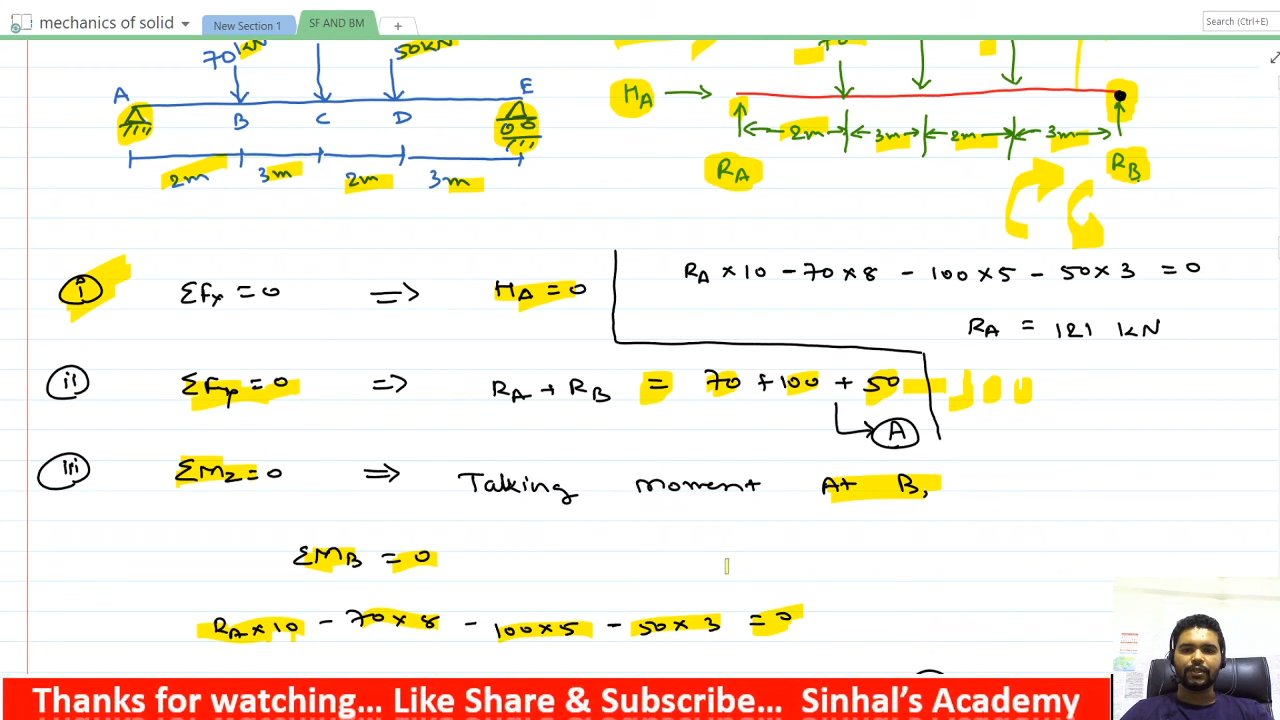 mechanics of solid
New Section 1
SF AND BM
+
Search (Ctrl+E)
70 kN
50kN
A
E
B
C
D
2m
3m
2m
3m
HA
2m
3m
2m
3m
RA
RB
i
ΣFx = 0 ⇒ HA = 0
RA × 10 - 70 × 8 - 100 × 5 - 50 × 3 = 0
RA = 121 kN
ii
ΣFy = 0 ⇒ RA + RB = 70 + 100 + 50
A
iii
ΣMz = 0 ⇒ Taking moment At B,
ΣMB = 0
RA × 10 - 70 × 8 - 100 × 5 - 50 × 3 = 0
Thanks for watching... Like Share & Subscribe... Sinhal's Academy